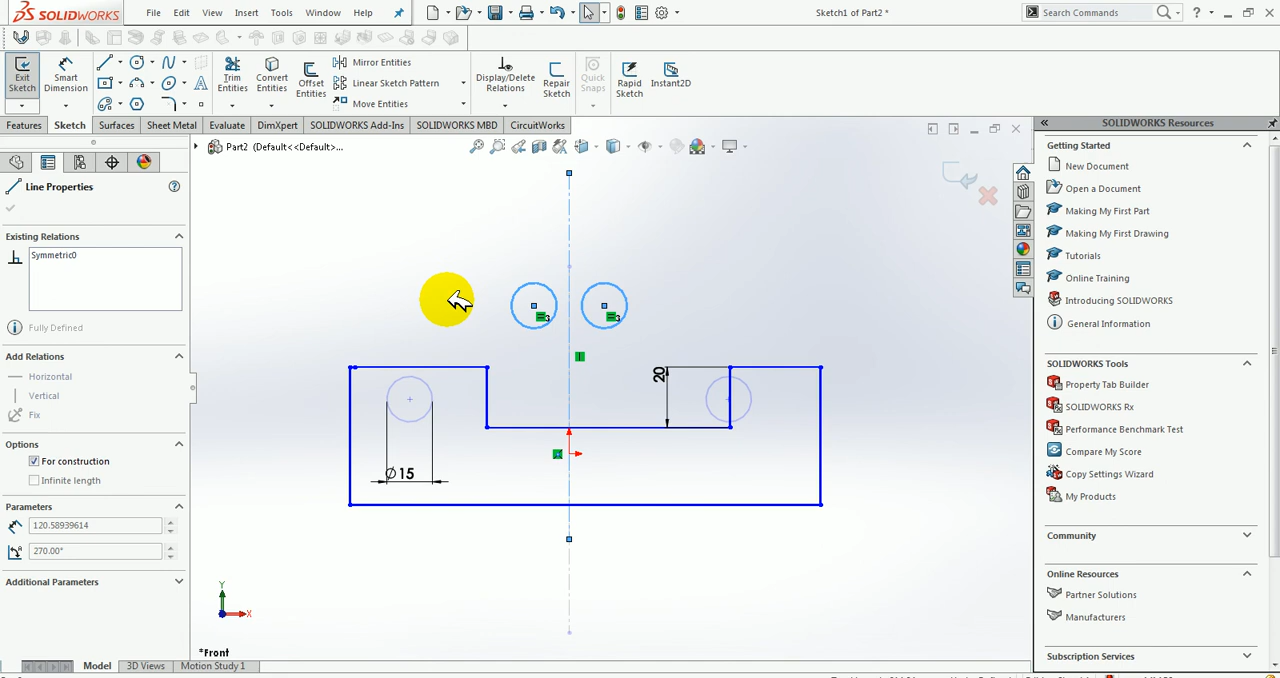 SOLIDWORKS File Edit View Insert Tools Window Help Sketch1 of Part2 * Search Commands
Exit Sketch Smart Dimension Trim Entities Convert Entities Offset Entities Mirror Entities Linear Sketch Pattern Move Entities Display/Delete Relations Repair Sketch Quick Snaps Rapid Sketch Instant2D
Features Sketch Surfaces Sheet Metal Evaluate DimXpert SOLIDWORKS Add-Ins SOLIDWORKS MBD CircuitWorks
Part2 (Default<<Default>...
Line Properties
Existing Relations
Symmetric0
Fully Defined
Add Relations
Horizontal
Vertical
Fix
Options
For construction
Infinite length
Parameters
120.58939614
270.00°
Additional Parameters
3
3
20
Ø15
Y
X
*Front
Model 3D Views Motion Study 1
SOLIDWORKS Resources
Getting Started
New Document
Open a Document
Making My First Part
Making My First Drawing
Tutorials
Online Training
Introducing SOLIDWORKS
General Information
SOLIDWORKS Tools
Property Tab Builder
SOLIDWORKS Rx
Performance Benchmark Test
Compare My Score
Copy Settings Wizard
My Products
Community
Online Resources
Partner Solutions
Manufacturers
Subscription Services